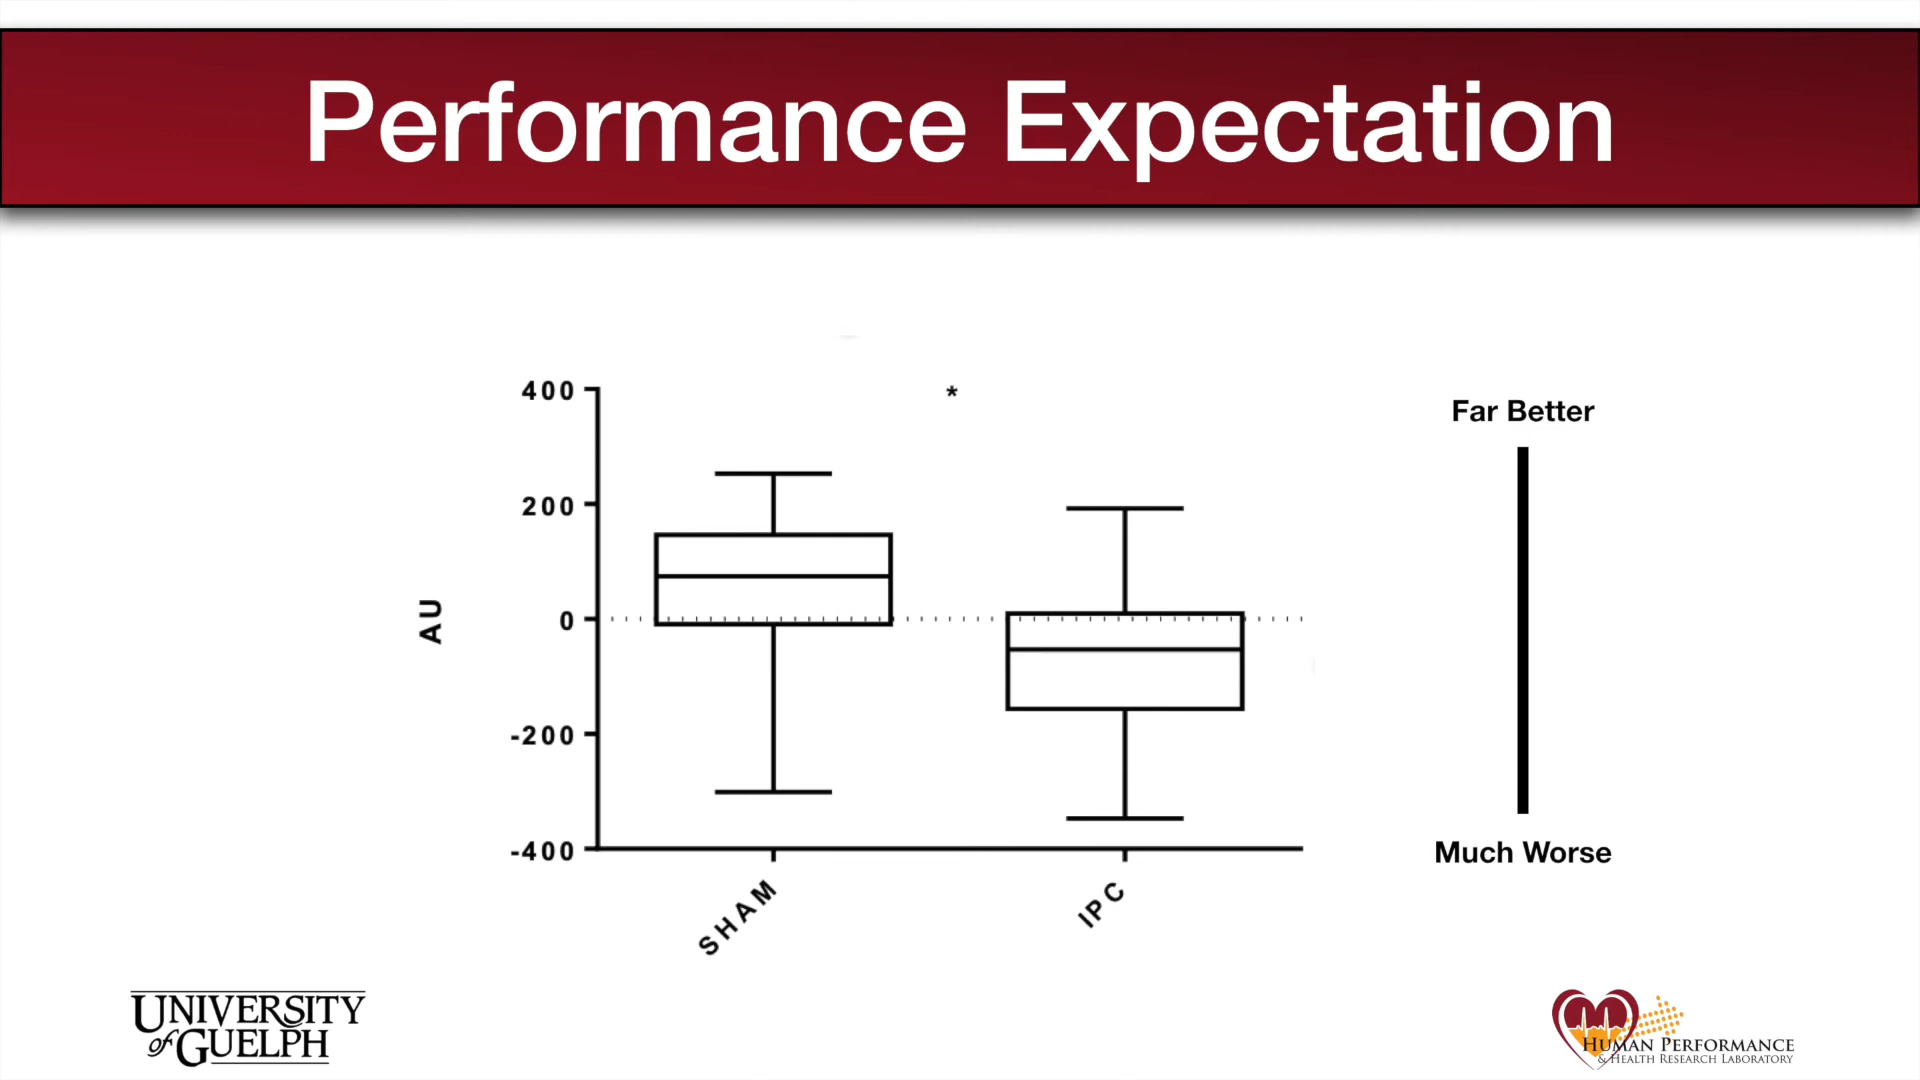 Performance Expectation
400
*
200
0
-200
-400
AU
SHAM
IPC
Far Better
Much Worse
UNIVERSITY
of GUELPH
HUMAN PERFORMANCE
& HEALTH RESEARCH LABORATORY